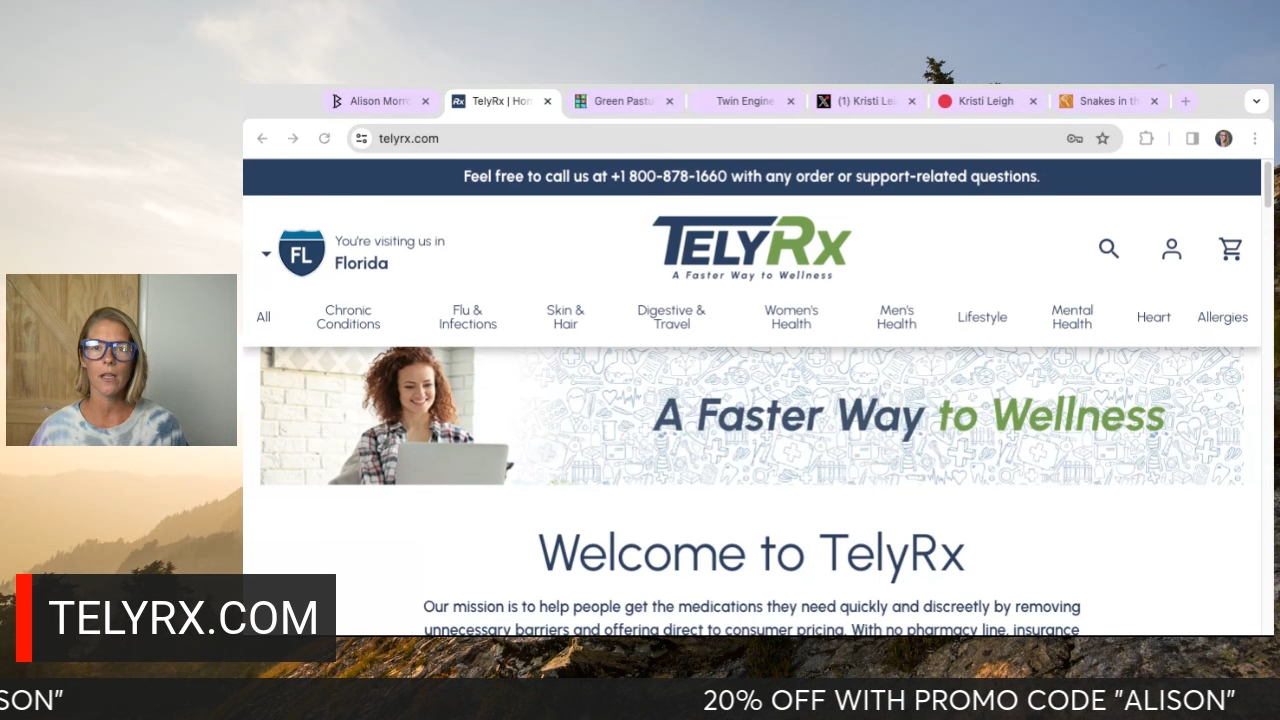 Alison Morro
TelyRx | Hom
Green Pastu
Twin Engine
(1) Kristi Le
Kristi Leigh
Snakes in th
telyrx.com
Feel free to call us at +1 800-878-1660 with any order or support-related questions.
FL
You're visiting us in
Florida
TELYRX
A Faster Way to Wellness
All
Chronic
Conditions
Flu &
Infections
Skin &
Hair
Digestive &
Travel
Women's
Health
Men's
Health
Lifestyle
Mental
Health
Heart
Allergies
A Faster Way to Wellness
Welcome to TelyRx
Our mission is to help people get the medications they need quickly and discreetly by removing
unnecessary barriers and offering direct to consumer pricing. With no pharmacy line, insurance
TELYRX.COM
SON" 20% OFF WITH PROMO CODE "ALISON"